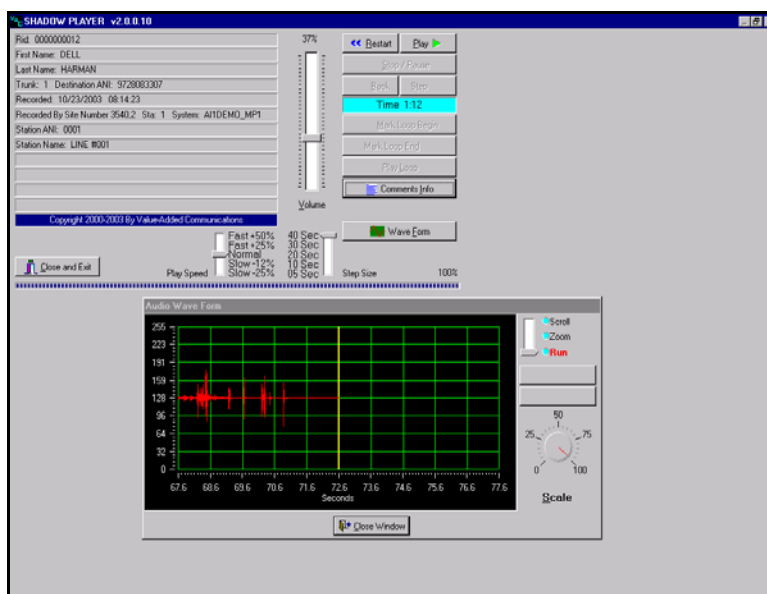 SHADOW PLAYER v2.0.0.10
Rid: 0000000012
First Name: DELL
Last Name: HARMAN
Trunk: 1 Destination ANI: 9728083307
Recorded: 10/23/2003 08:14:23
Recorded By Site Number 3540,2 Sta: 1 System: AI1DEMO_MP1
Station ANI: 0001
Station Name: LINE #001
Copyright 2000-2003 By Value-Added Communications
37%
Volume
Restart Play
Stop / Pause
Back Step
Time 1:12
Mark Loop Begin
Mark Loop End
Play Loop
Comments Info
Wave Form
Close and Exit
Play Speed
Fast +50%
Fast +25%
Normal
Slow -12%
Slow -25%
40 Sec
30 Sec
20 Sec
10 Sec
05 Sec
Step Size
100%
Audio Wave Form
255
223
191
159
128
96
64
32
0
67.6 68.6 69.6 70.6 71.6 72.6 73.6 74.6 75.6 76.6 77.6
Seconds
Scroll
Zoom
Run
50
25 75
0 100
Scale
Close Window